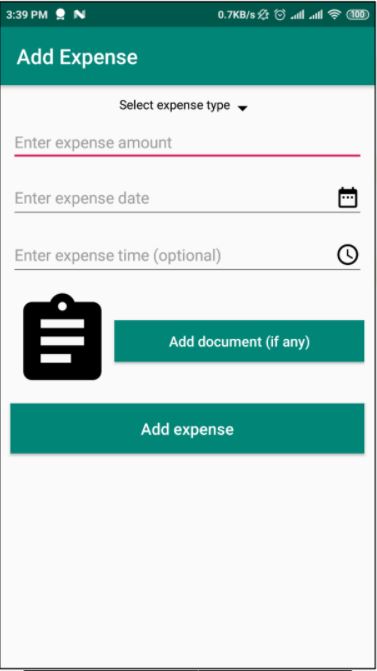 3:39 PM 0.7KB/s 100
Add Expense
Select expense type
Enter expense amount
Enter expense date
Enter expense time (optional)
Add document (if any)
Add expense